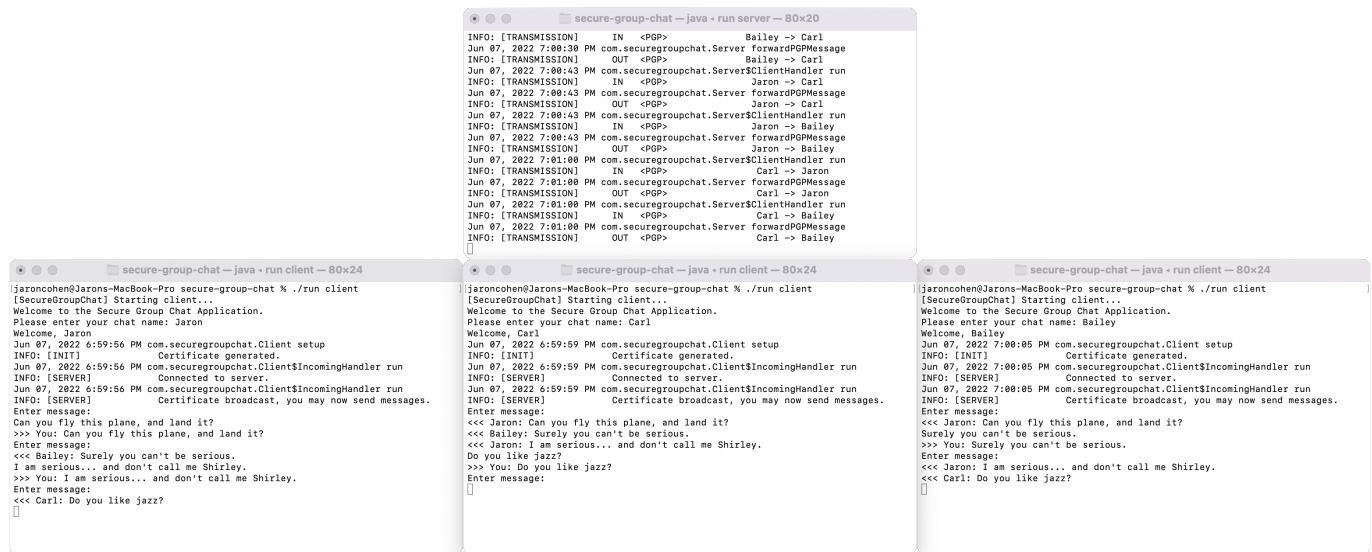 secure-group-chat — java ◂ run server — 80×20
INFO: [TRANSMISSION] IN <PGP> Bailey -> Carl
Jun 07, 2022 7:00:30 PM com.securegroupchat.Server forwardPGPMessage
INFO: [TRANSMISSION] OUT <PGP> Bailey -> Carl
Jun 07, 2022 7:00:43 PM com.securegroupchat.Server$ClientHandler run
INFO: [TRANSMISSION] IN <PGP> Jaron -> Carl
Jun 07, 2022 7:00:43 PM com.securegroupchat.Server forwardPGPMessage
INFO: [TRANSMISSION] OUT <PGP> Jaron -> Carl
Jun 07, 2022 7:00:43 PM com.securegroupchat.Server$ClientHandler run
INFO: [TRANSMISSION] IN <PGP> Jaron -> Bailey
Jun 07, 2022 7:00:43 PM com.securegroupchat.Server forwardPGPMessage
INFO: [TRANSMISSION] OUT <PGP> Jaron -> Bailey
Jun 07, 2022 7:01:00 PM com.securegroupchat.Server$ClientHandler run
INFO: [TRANSMISSION] IN <PGP> Carl -> Jaron
Jun 07, 2022 7:01:00 PM com.securegroupchat.Server forwardPGPMessage
INFO: [TRANSMISSION] OUT <PGP> Carl -> Jaron
Jun 07, 2022 7:01:00 PM com.securegroupchat.Server$ClientHandler run
INFO: [TRANSMISSION] IN <PGP> Carl -> Bailey
Jun 07, 2022 7:01:00 PM com.securegroupchat.Server forwardPGPMessage
INFO: [TRANSMISSION] OUT <PGP> Carl -> Bailey
secure-group-chat — java ◂ run client — 80×24
[jaroncohen@Jarons-MacBook-Pro secure-group-chat % ./run client ]
[SecureGroupChat] Starting client...
Welcome to the Secure Group Chat Application.
Please enter your chat name: Jaron
Welcome, Jaron
Jun 07, 2022 6:59:56 PM com.securegroupchat.Client setup
INFO: [INIT] Certificate generated.
Jun 07, 2022 6:59:56 PM com.securegroupchat.Client$IncomingHandler run
INFO: [SERVER] Connected to server.
Jun 07, 2022 6:59:56 PM com.securegroupchat.Client$IncomingHandler run
INFO: [SERVER] Certificate broadcast, you may now send messages.
Enter message:
Can you fly this plane, and land it?
>>> You: Can you fly this plane, and land it?
Enter message:
<<< Bailey: Surely you can't be serious.
I am serious... and don't call me Shirley.
>>> You: I am serious... and don't call me Shirley.
Enter message:
<<< Carl: Do you like jazz?
secure-group-chat — java ◂ run client — 80×24
[jaroncohen@Jarons-MacBook-Pro secure-group-chat % ./run client ]
[SecureGroupChat] Starting client...
Welcome to the Secure Group Chat Application.
Please enter your chat name: Carl
Welcome, Carl
Jun 07, 2022 6:59:59 PM com.securegroupchat.Client setup
INFO: [INIT] Certificate generated.
Jun 07, 2022 6:59:59 PM com.securegroupchat.Client$IncomingHandler run
INFO: [SERVER] Connected to server.
Jun 07, 2022 6:59:59 PM com.securegroupchat.Client$IncomingHandler run
INFO: [SERVER] Certificate broadcast, you may now send messages.
Enter message:
<<< Jaron: Can you fly this plane, and land it?
<<< Bailey: Surely you can't be serious.
<<< Jaron: I am serious... and don't call me Shirley.
Do you like jazz?
>>> You: Do you like jazz?
Enter message:
secure-group-chat — java ◂ run client — 80×24
[jaroncohen@Jarons-MacBook-Pro secure-group-chat % ./run client ]
[SecureGroupChat] Starting client...
Welcome to the Secure Group Chat Application.
Please enter your chat name: Bailey
Welcome, Bailey
Jun 07, 2022 7:00:05 PM com.securegroupchat.Client setup
INFO: [INIT] Certificate generated.
Jun 07, 2022 7:00:05 PM com.securegroupchat.Client$IncomingHandler run
INFO: [SERVER] Connected to server.
Jun 07, 2022 7:00:05 PM com.securegroupchat.Client$IncomingHandler run
INFO: [SERVER] Certificate broadcast, you may now send messages.
Enter message:
<<< Jaron: Can you fly this plane, and land it?
Surely you can't be serious.
>>> You: Surely you can't be serious.
Enter message:
<<< Jaron: I am serious... and don't call me Shirley.
<<< Carl: Do you like jazz?